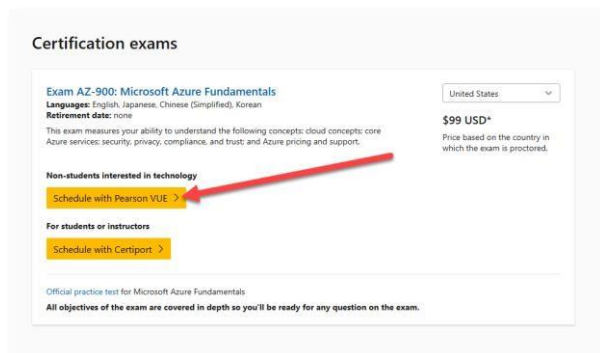 Certification exams
Exam AZ-900: Microsoft Azure Fundamentals
Languages: English, Japanese, Chinese (Simplified), Korean
Retirement date: none
This exam measures your ability to understand the following concepts: cloud concepts; core
Azure services; security, privacy, compliance, and trust; and Azure pricing and support.
Non-students interested in technology
Schedule with Pearson VUE >
For students or instructors
Schedule with Certiport >
Official practice test for Microsoft Azure Fundamentals
All objectives of the exam are covered in depth so you'll be ready for any question on the exam.
United States
$99 USD*
Price based on the country in
which the exam is proctored.